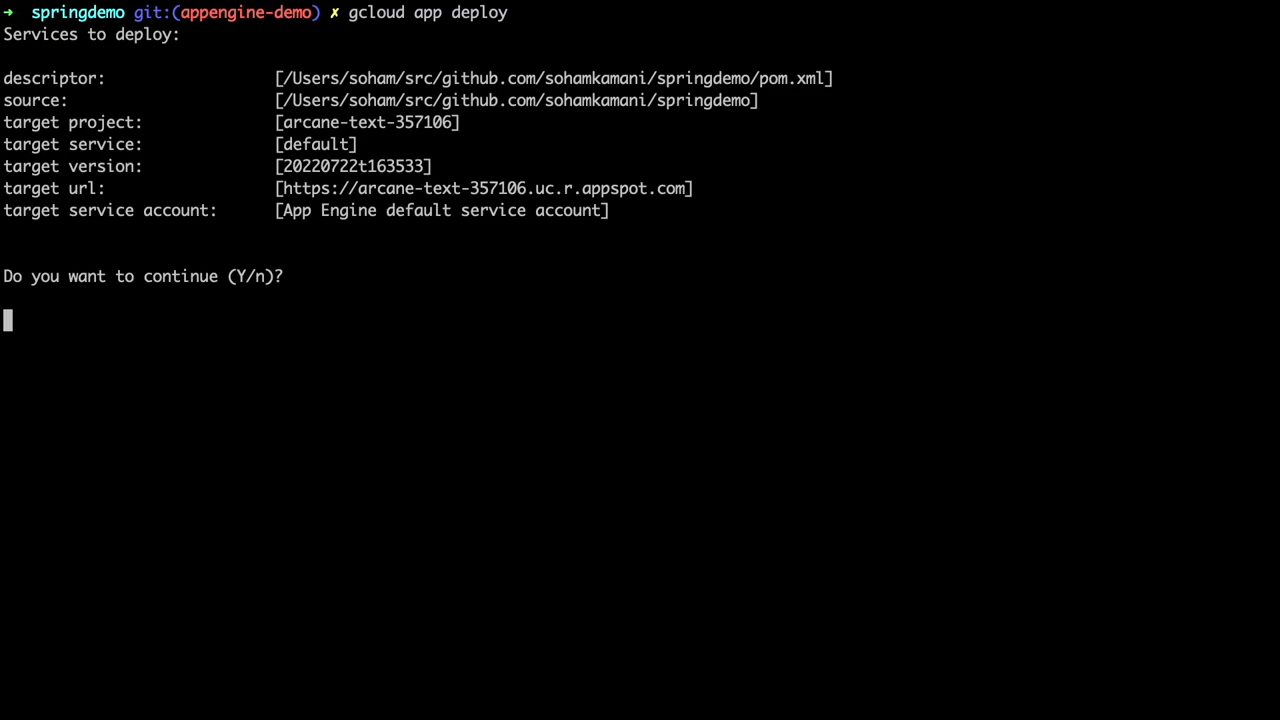 ➜  springdemo git:(appengine-demo) ✗ gcloud app deploy
Services to deploy:
descriptor:                  [/Users/soham/src/github.com/sohamkamani/springdemo/pom.xml]
source:                      [/Users/soham/src/github.com/sohamkamani/springdemo]
target project:              [arcane-text-357106]
target service:              [default]
target version:              [20220722t163533]
target url:                  [https://arcane-text-357106.uc.r.appspot.com]
target service account:      [App Engine default service account]
Do you want to continue (Y/n)?